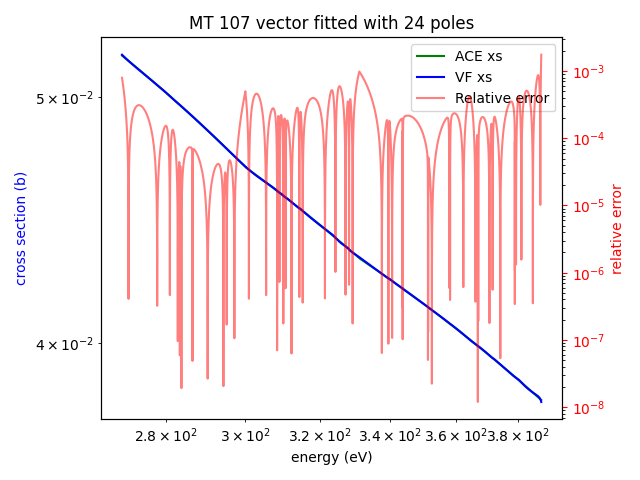 MT 107 vector fitted with 24 poles
ACE xs
VF xs
Relative error
5 × 10⁻²
4 × 10⁻²
cross section (b)
10⁻³
10⁻⁴
10⁻⁵
10⁻⁶
10⁻⁷
10⁻⁸
relative error
2.8 × 10² 3 × 10² 3.2 × 10² 3.4 × 10² 3.6 × 10² 3.8 × 10²
energy (eV)